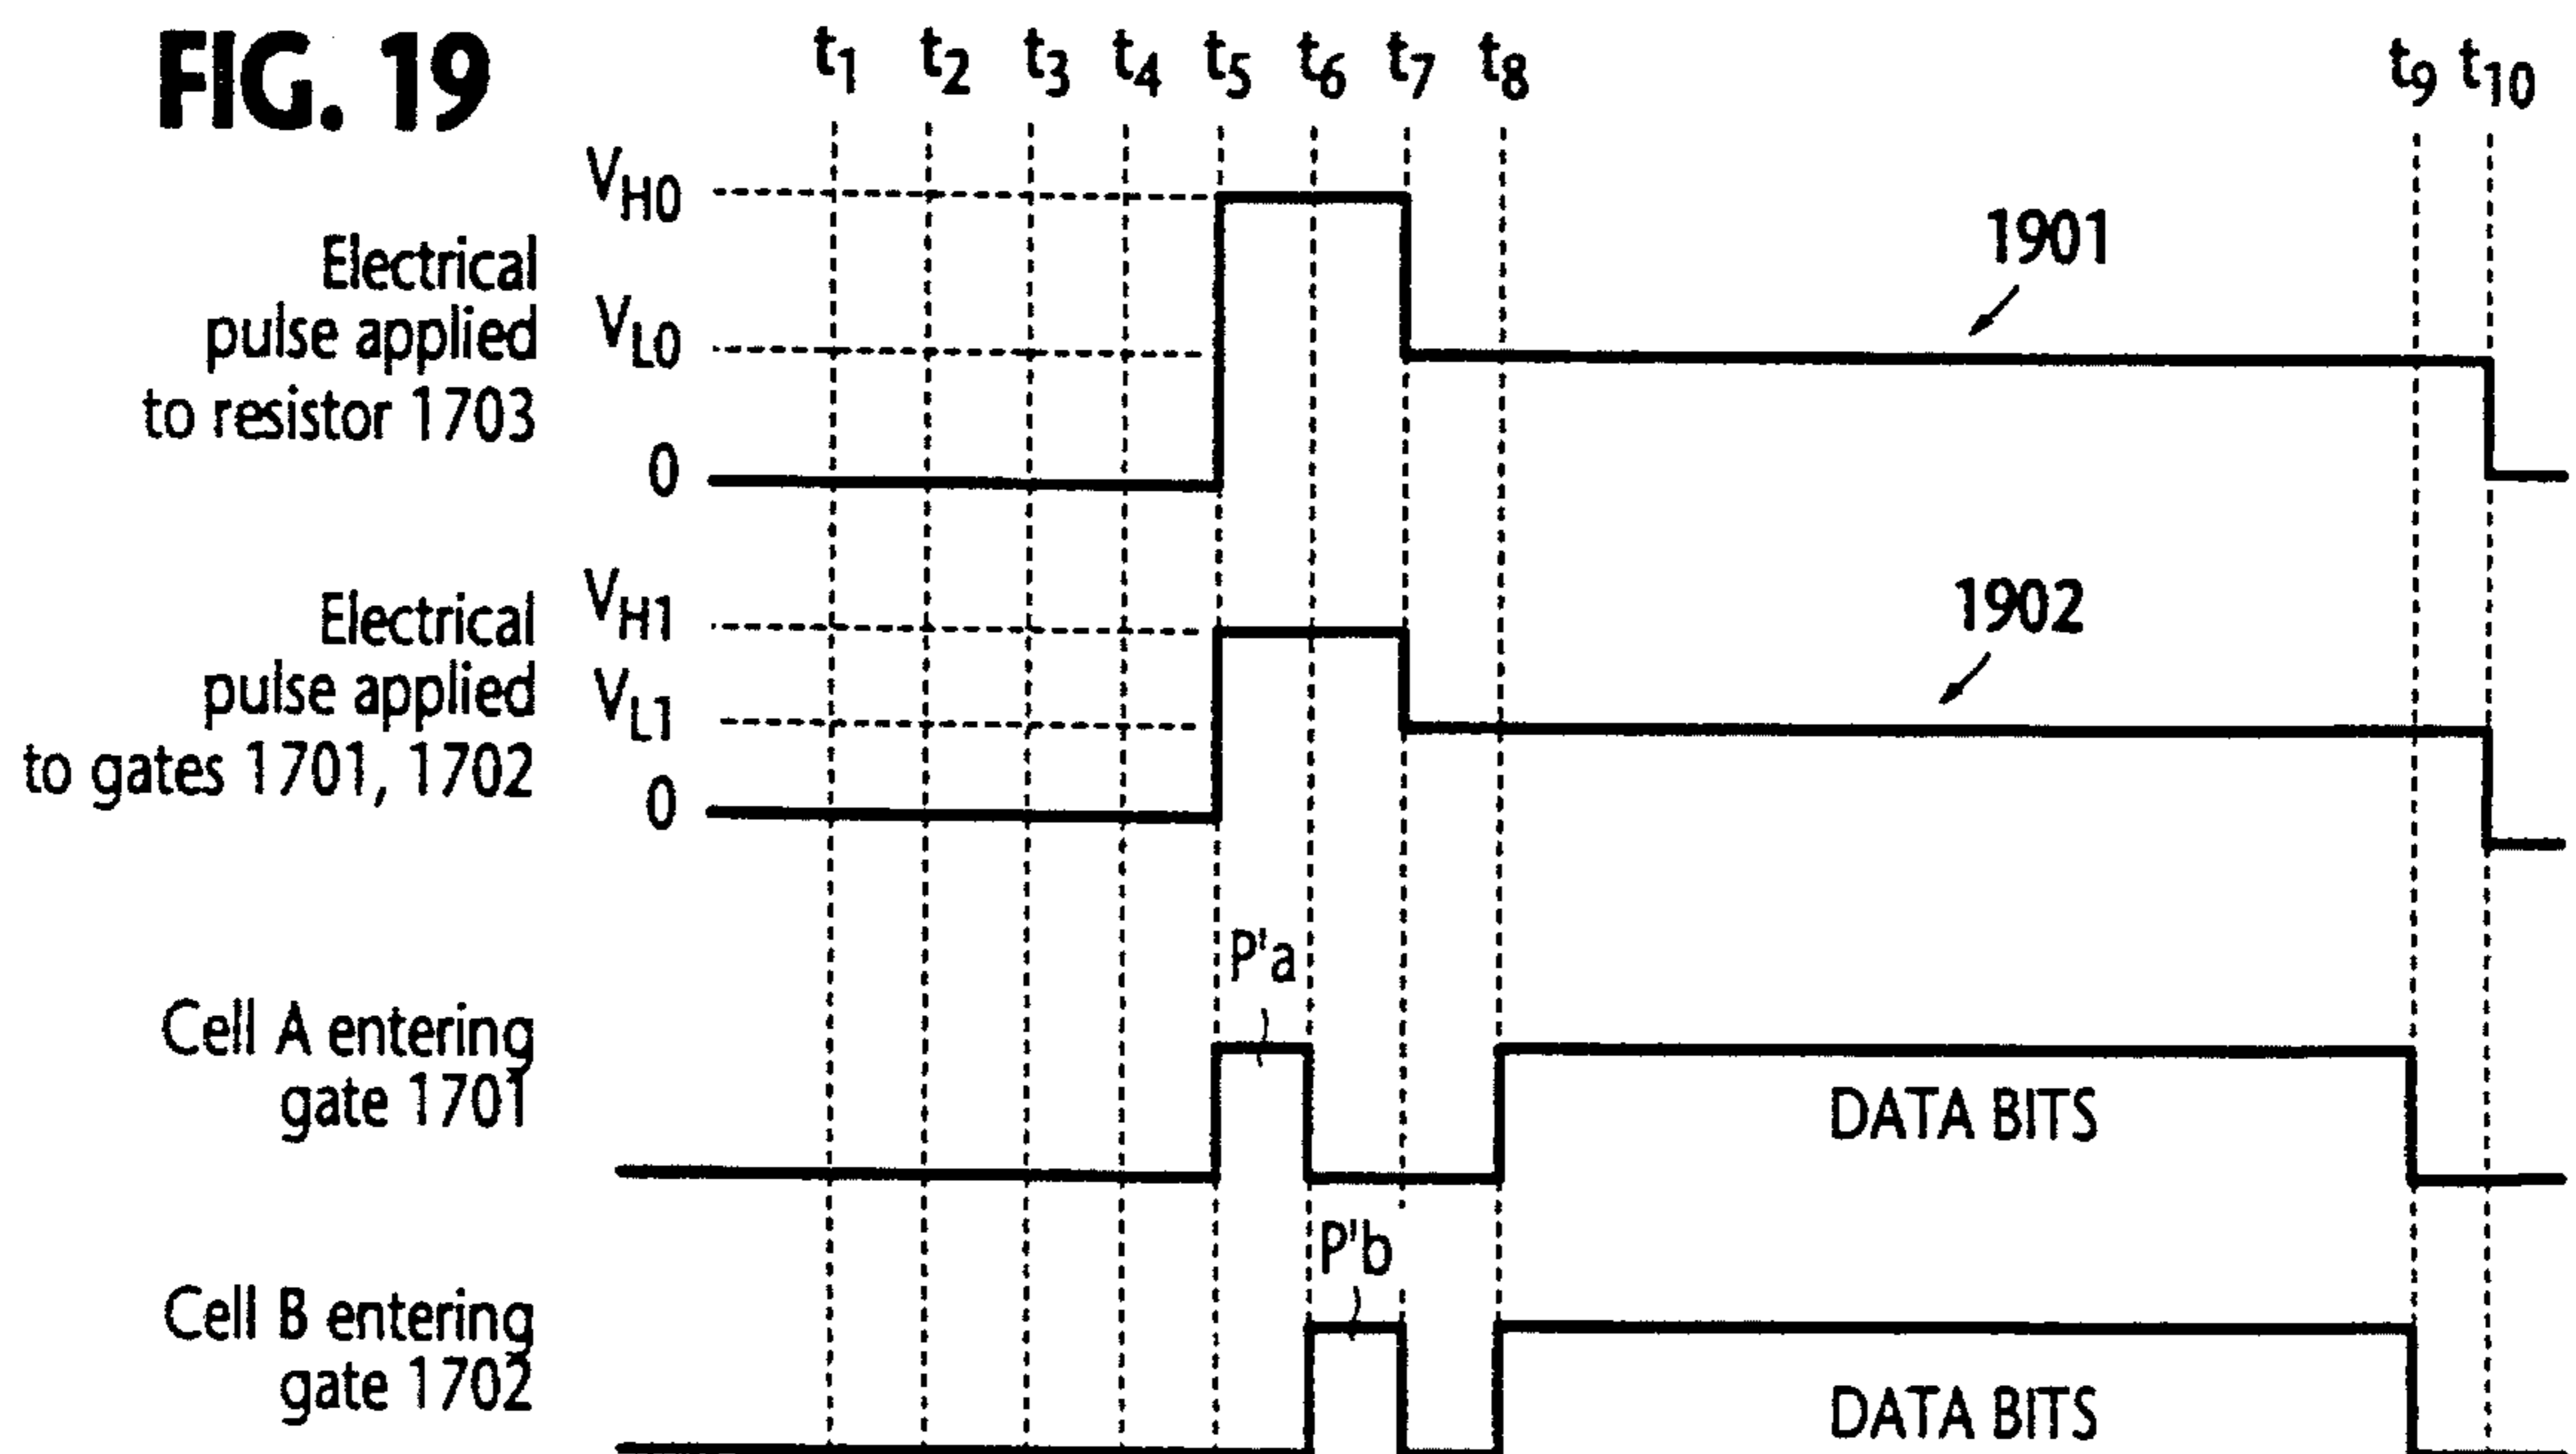 FIG. 19
t1 t2 t3 t4 t5 t6 t7 t8 t9 t10
VH0
Electrical
pulse applied
to resistor 1703
VL0
0
1901
VH1
Electrical
pulse applied
to gates 1701, 1702
VL1
0
1902
P'a
Cell A entering
gate 1701
DATA BITS
P'b
Cell B entering
gate 1702
DATA BITS